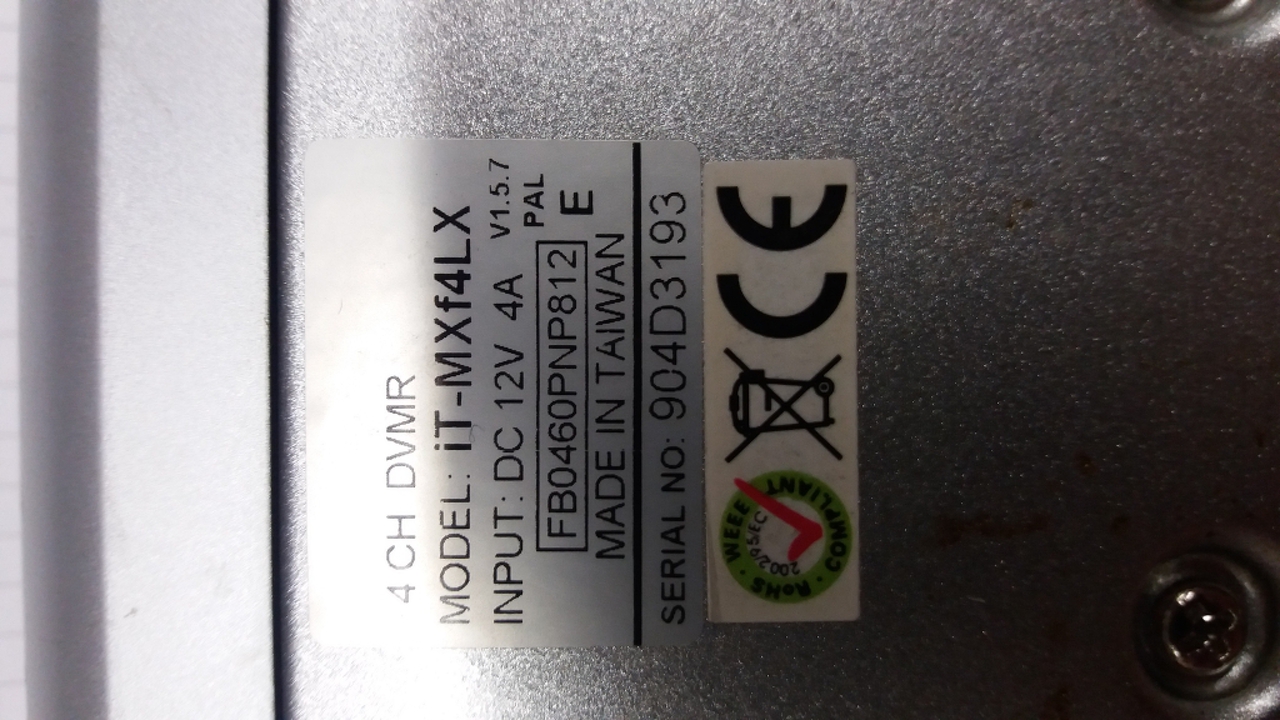 4 CH DVMR
MODEL: iT-MXf4LX
INPUT: DC 12V 4A V1.5.7
PAL
FB0460PNP812 E
MADE IN TAIWAN
SERIAL NO: 904D3193
CE
RoHS · WEEE · COMPLIANT
2002/95/EC